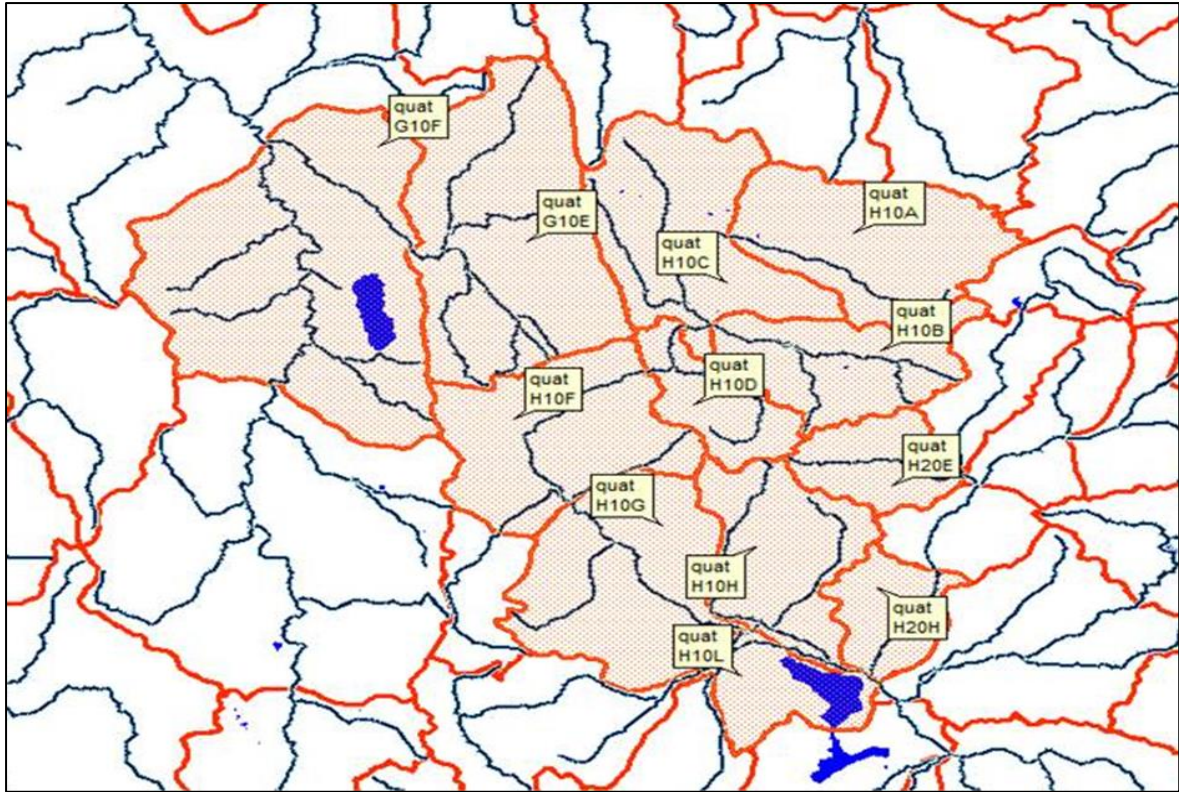 quat
G10F
quat
H10A
quat
G10E
quat
H10C
quat
H10B
quat
H10D
quat
H10F
quat
H20E
quat
H10G
quat
H10H
quat
H20H
quat
H10L